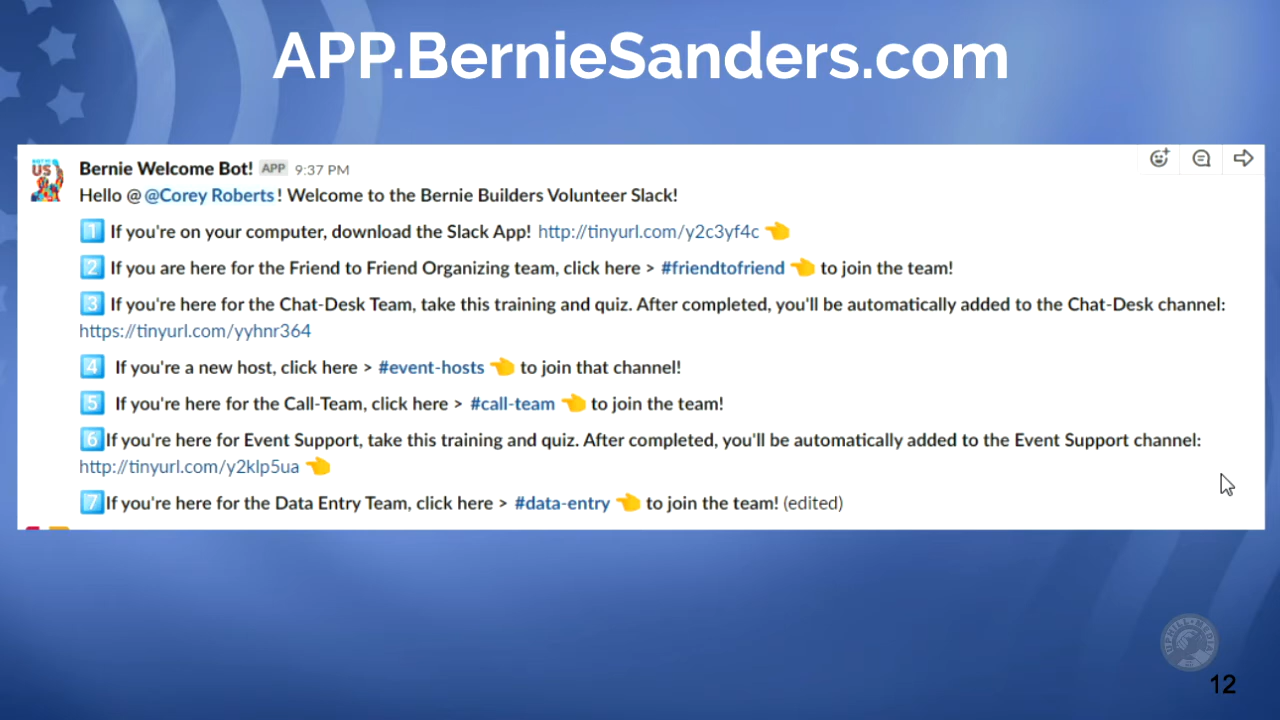 APP.BernieSanders.com
US
Bernie Welcome Bot! APP 9:37 PM
Hello @ @Corey Roberts ! Welcome to the Bernie Builders Volunteer Slack!
1 If you're on your computer, download the Slack App! http://tinyurl.com/y2c3yf4c
2 If you are here for the Friend to Friend Organizing team, click here > #friendtofriend to join the team!
3 If you're here for the Chat-Desk Team, take this training and quiz. After completed, you'll be automatically added to the Chat-Desk channel:
https://tinyurl.com/yyhnr364
4 If you're a new host, click here > #event-hosts to join that channel!
5 If you're here for the Call-Team, click here > #call-team to join the team!
6 If you're here for Event Support, take this training and quiz. After completed, you'll be automatically added to the Event Support channel:
http://tinyurl.com/y2klp5ua
7 If you're here for the Data Entry Team, click here > #data-entry to join the team! (edited)
UPHILL MEDIA
12